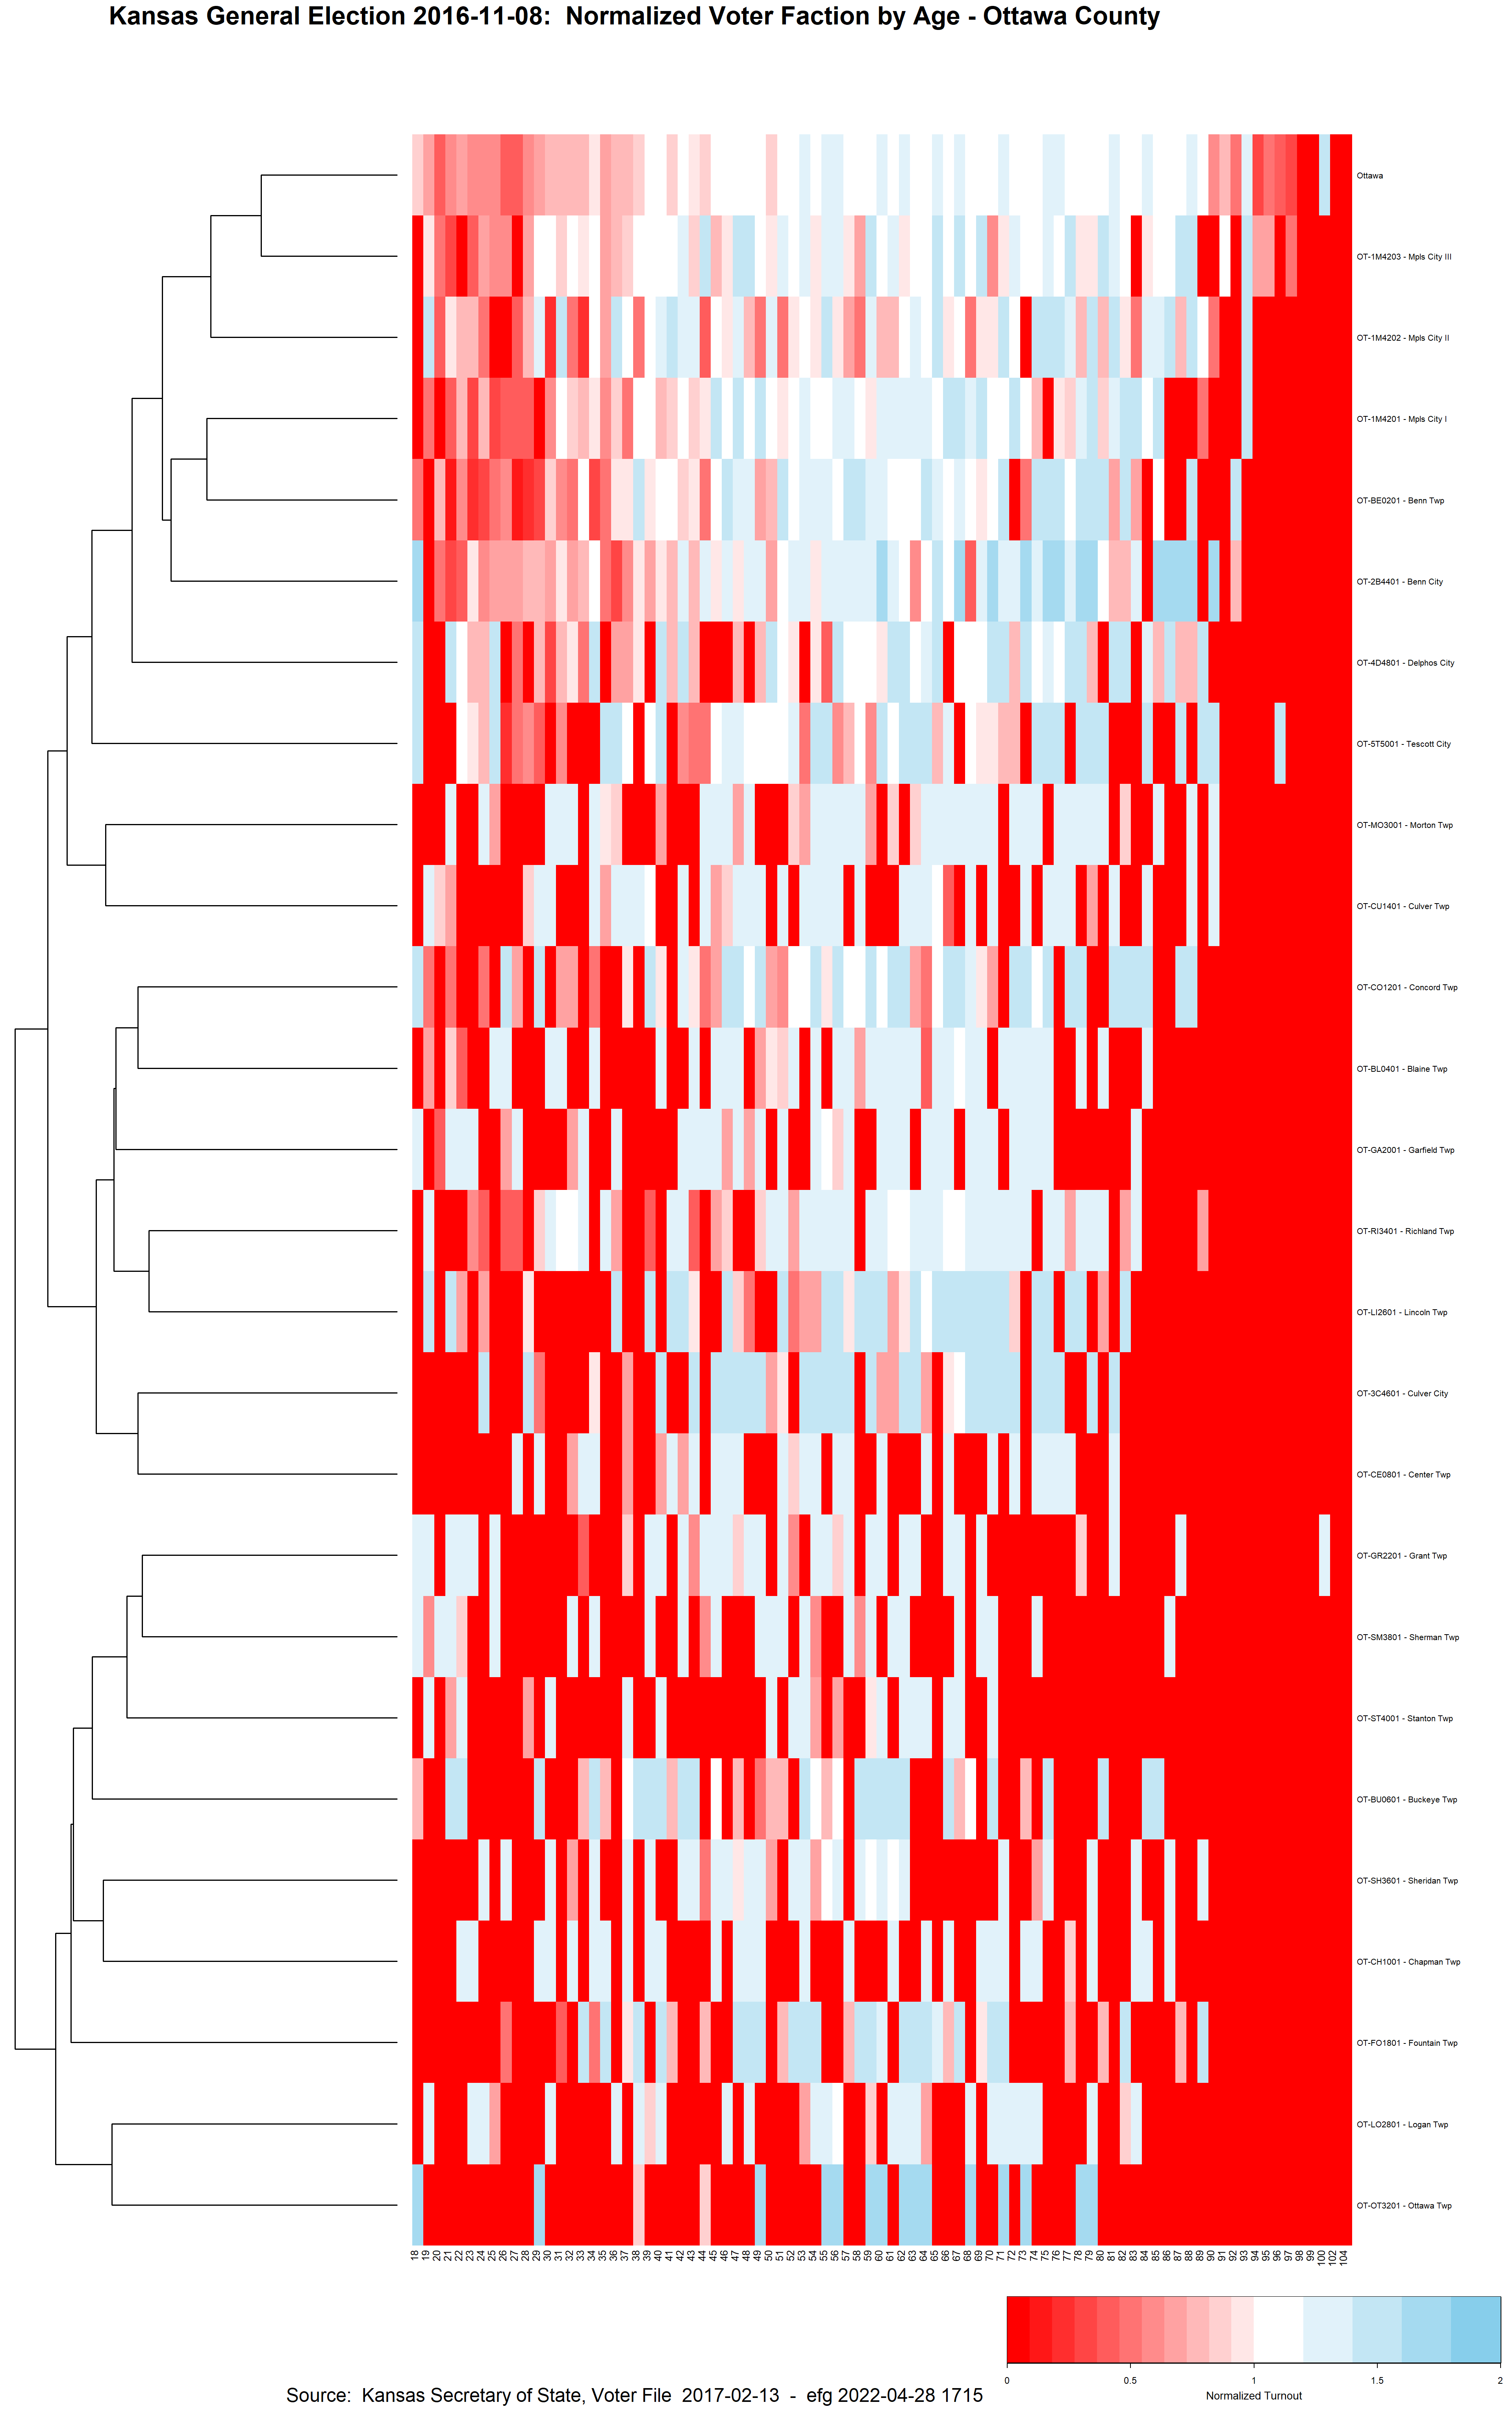 Kansas General Election 2016-11-08:  Normalized Voter Faction by Age - Ottawa County
Ottawa
OT-1M4203 - Mpls City III
OT-1M4202 - Mpls City II
OT-1M4201 - Mpls City I
OT-BE0201 - Benn Twp
OT-2B4401 - Benn City
OT-4D4801 - Delphos City
OT-5T5001 - Tescott City
OT-MO3001 - Morton Twp
OT-CU1401 - Culver Twp
OT-CO1201 - Concord Twp
OT-BL0401 - Blaine Twp
OT-GA2001 - Garfield Twp
OT-RI3401 - Richland Twp
OT-LI2601 - Lincoln Twp
OT-3C4601 - Culver City
OT-CE0801 - Center Twp
OT-GR2201 - Grant Twp
OT-SM3801 - Sherman Twp
OT-ST4001 - Stanton Twp
OT-BU0601 - Buckeye Twp
OT-SH3601 - Sheridan Twp
OT-CH1001 - Chapman Twp
OT-FO1801 - Fountain Twp
OT-LO2801 - Logan Twp
OT-OT3201 - Ottawa Twp
18 19 20 21 22 23 24 25 26 27 28 29 30 31 32 33 34 35 36 37 38 39 40 41 42 43 44 45 46 47 48 49 50 51 52 53 54 55 56 57 58 59 60 61 62 63 64 65 66 67 68 69 70 71 72 73 74 75 76 77 78 79 80 81 82 83 84 85 86 87 88 89 90 91 92 93 94 95 96 97 98 99 100 102 104
0 0.5 1 1.5 2
Normalized Turnout
Source:  Kansas Secretary of State, Voter File  2017-02-13  -  efg 2022-04-28 1715